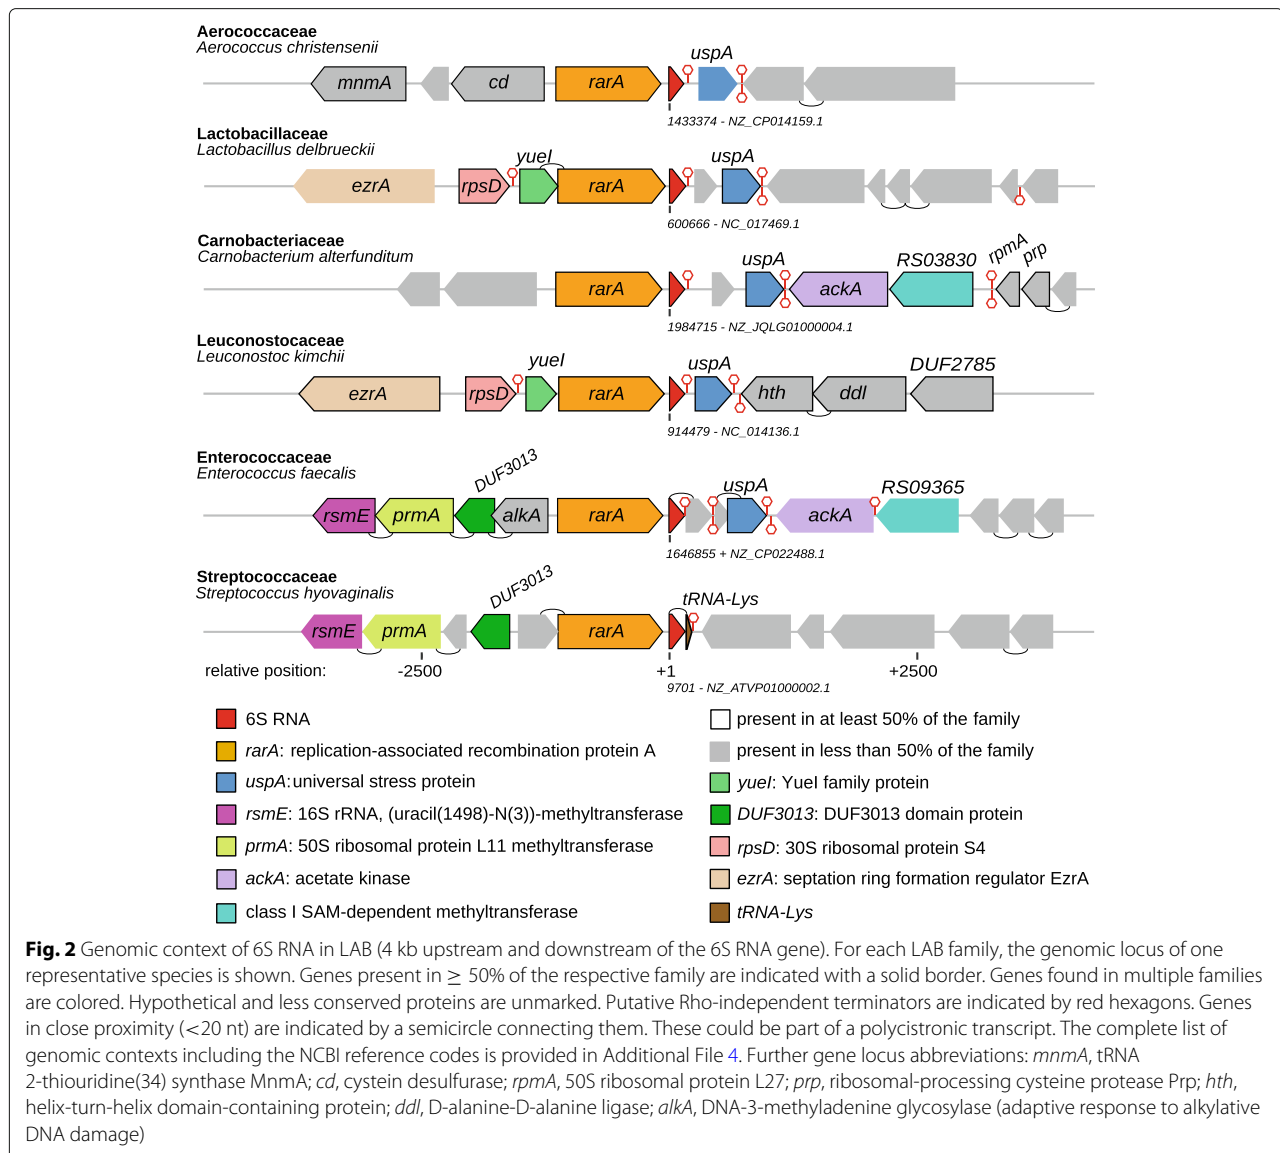 Aerococcaceae
Aerococcus christensenii
uspA
mnmA
cd
rarA
1433374 - NZ_CP014159.1
Lactobacillaceae
Lactobacillus delbrueckii
yueI
uspA
ezrA
rpsD
rarA
600666 - NC_017469.1
Carnobacteriaceae
Carnobacterium alterfunditum
uspA
RS03830
rpmA
prp
rarA
ackA
1984715 - NZ_JQLG01000004.1
Leuconostocaceae
Leuconostoc kimchii
yueI
uspA
DUF2785
ezrA
rpsD
rarA
hth
ddl
914479 - NC_014136.1
Enterococcaceae
Enterococcus faecalis
DUF3013
uspA
RS09365
rsmE
prmA
alkA
rarA
ackA
1646855 + NZ_CP022488.1
Streptococcaceae
Streptococcus hyovaginalis
DUF3013
tRNA-Lys
rsmE
prmA
rarA
relative position:
-2500
+1
+2500
9701 - NZ_ATVP01000002.1
6S RNA
present in at least 50% of the family
rarA: replication-associated recombination protein A
present in less than 50% of the family
uspA: universal stress protein
yueI: YueI family protein
rsmE: 16S rRNA, (uracil(1498)-N(3))-methyltransferase
DUF3013: DUF3013 domain protein
prmA: 50S ribosomal protein L11 methyltransferase
rpsD: 30S ribosomal protein S4
ackA: acetate kinase
ezrA: septation ring formation regulator EzrA
class I SAM-dependent methyltransferase
tRNA-Lys
Fig. 2 Genomic context of 6S RNA in LAB (4 kb upstream and downstream of the 6S RNA gene). For each LAB family, the genomic locus of one
representative species is shown. Genes present in ≥ 50% of the respective family are indicated with a solid border. Genes found in multiple families
are colored. Hypothetical and less conserved proteins are unmarked. Putative Rho-independent terminators are indicated by red hexagons. Genes
in close proximity (<20 nt) are indicated by a semicircle connecting them. These could be part of a polycistronic transcript. The complete list of
genomic contexts including the NCBI reference codes is provided in Additional File 4. Further gene locus abbreviations: mnmA, tRNA
2-thiouridine(34) synthase MnmA; cd, cystein desulfurase; rpmA, 50S ribosomal protein L27; prp, ribosomal-processing cysteine protease Prp; hth,
helix-turn-helix domain-containing protein; ddl, D-alanine-D-alanine ligase; alkA, DNA-3-methyladenine glycosylase (adaptive response to alkylative
DNA damage)